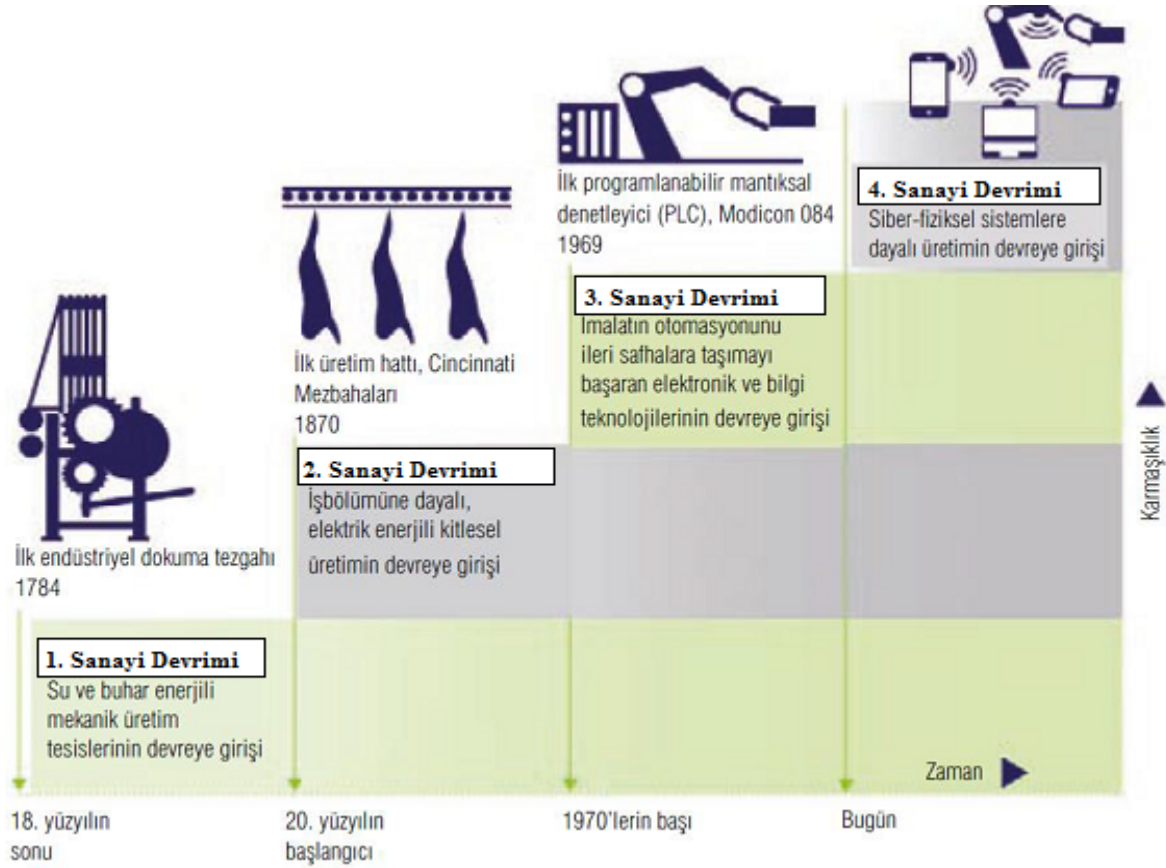 İlk endüstriyel dokuma tezgahı
1784
1. Sanayi Devrimi
Su ve buhar enerjili
mekanik üretim
tesislerinin devreye girişi
İlk üretim hattı, Cincinnati
Mezbahaları
1870
2. Sanayi Devrimi
İşbölümüne dayalı,
elektrik enerjili kitlesel
üretimin devreye girişi
İlk programlanabilir mantıksal
denetleyici (PLC), Modicon 084
1969
3. Sanayi Devrimi
İmalatın otomasyonunu
ileri safhalara taşımayı
başaran elektronik ve bilgi
teknolojilerinin devreye girişi
4. Sanayi Devrimi
Siber-fiziksel sistemlere
dayalı üretimin devreye girişi
Karmaşıklık
Zaman
18. yüzyılın
sonu
20. yüzyılın
başlangıcı
1970'lerin başı
Bugün